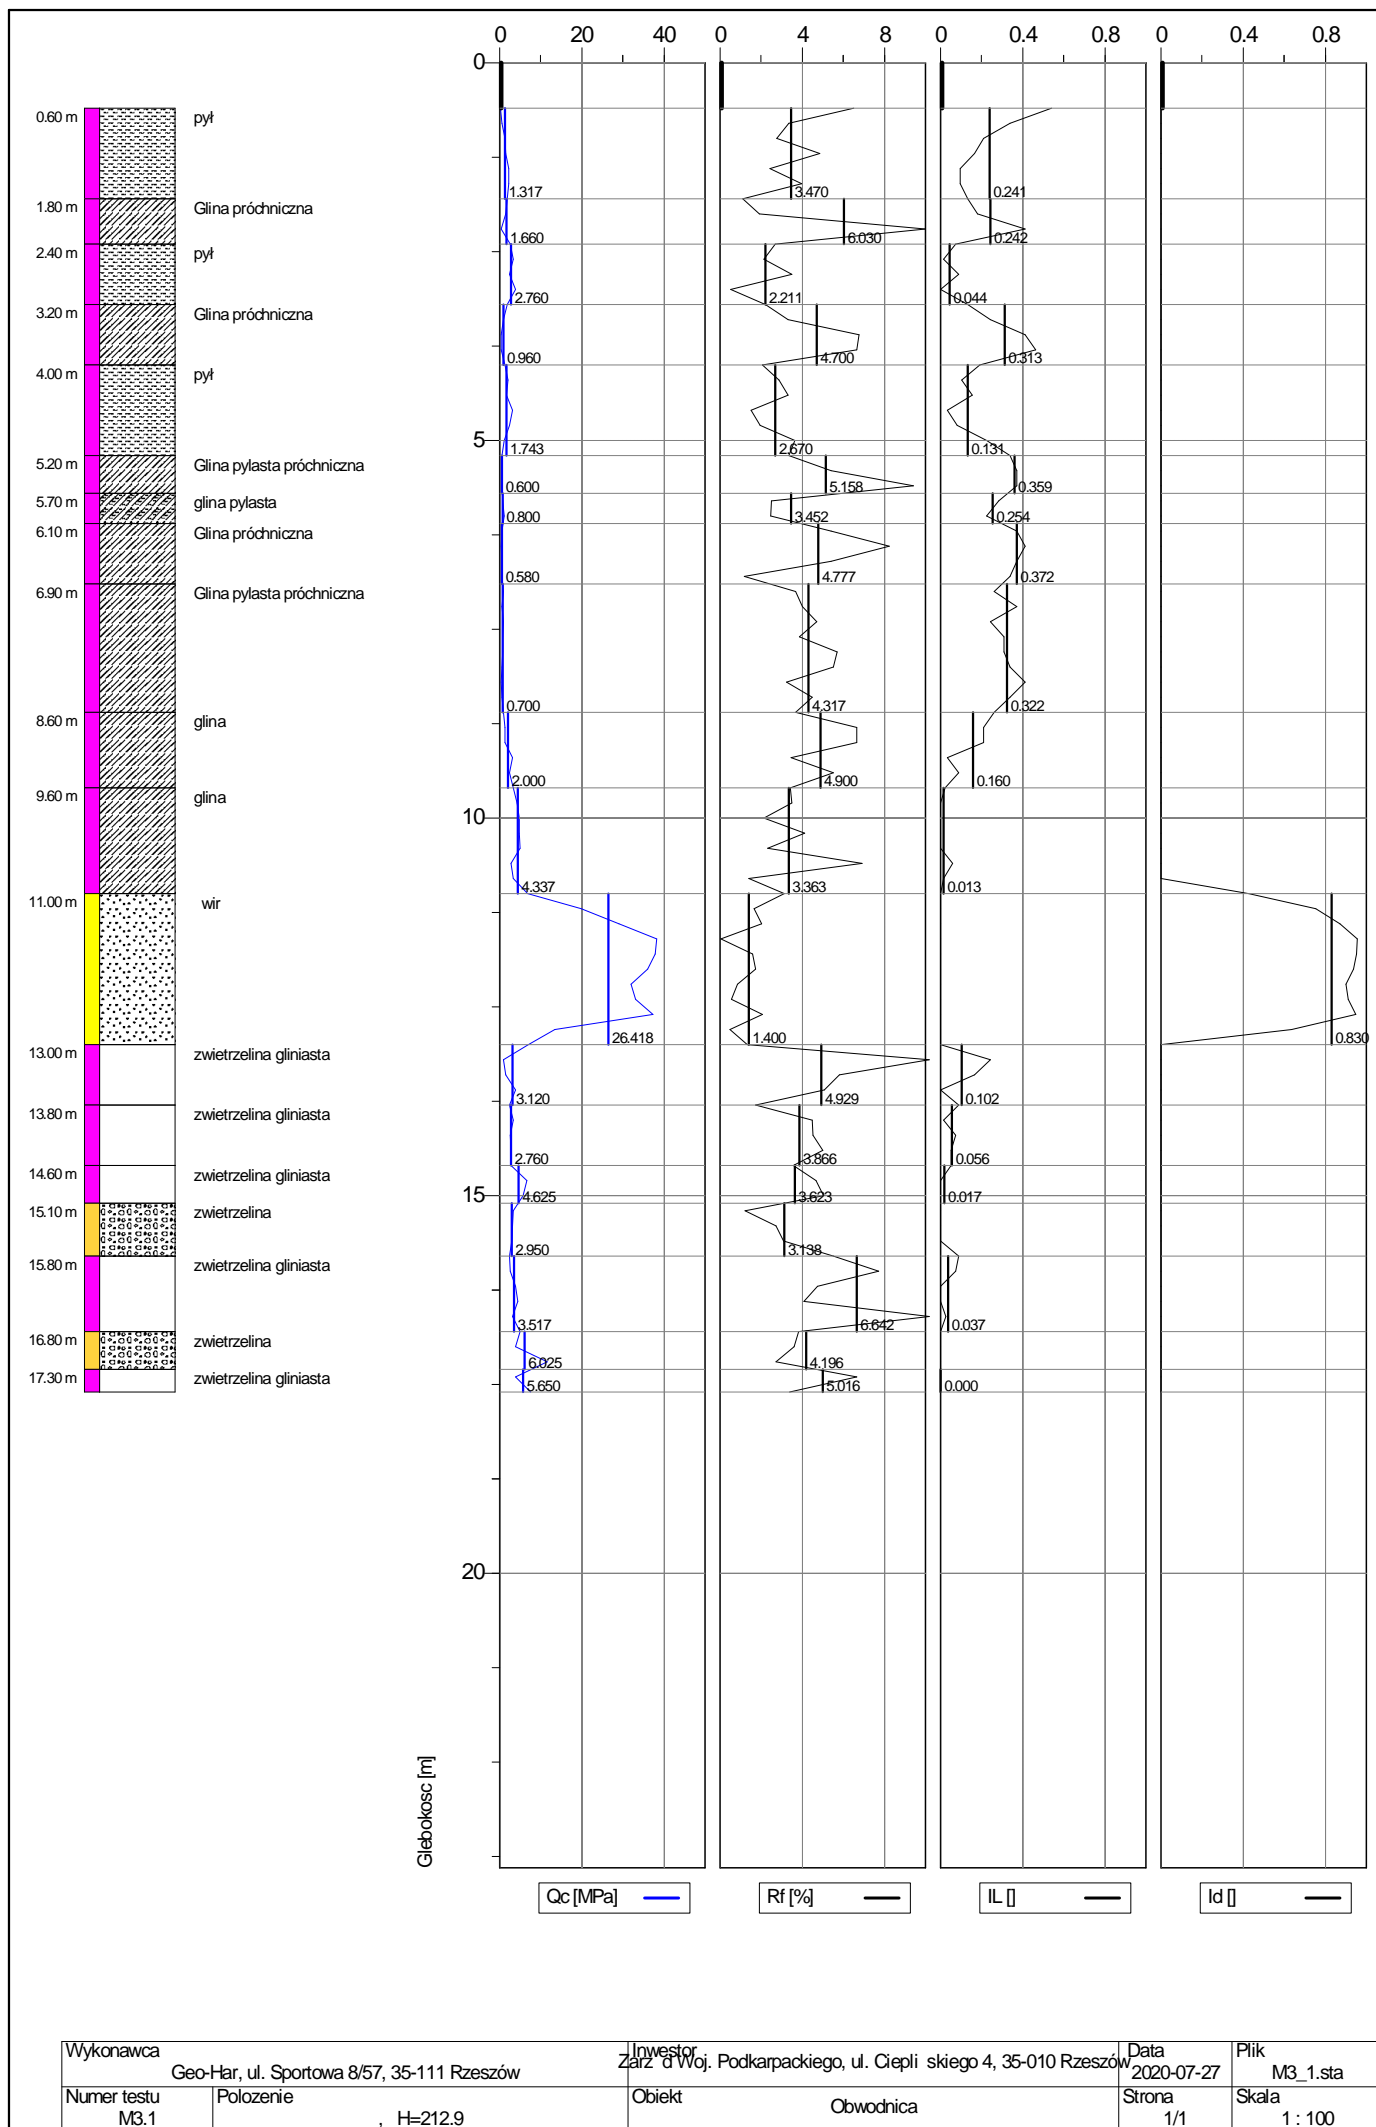 0 20 40 0 4 8 0 0.4 0.8 0 0.4 0.8
0
0.60 m pył
1.317 3.470 0.241
1.80 m Glina próchniczna
1.660 6.030 0.242
2.40 m pył
2.760 2.211 0.044
3.20 m Glina próchniczna
0.960 4.700 0.313
4.00 m pył
5
1.743 2.670 0.131
5.20 m Glina pylasta próchniczna
0.600 5.158 0.359
5.70 m glina pylasta
0.800 3.452 0.254
6.10 m Glina próchniczna
0.580 4.777 0.372
6.90 m Glina pylasta próchniczna
0.700 4.317 0.322
8.60 m glina
2.000 4.900 0.160
9.60 m glina
10
4.337 3.363 0.013
11.00 m wir
26.418 1.400 0.830
13.00 m zwietrzelina gliniasta
3.120 4.929 0.102
13.80 m zwietrzelina gliniasta
2.760 3.866 0.056
14.60 m zwietrzelina gliniasta
15
4.625 3.623 0.017
15.10 m zwietrzelina
2.950 3.138
15.80 m zwietrzelina gliniasta
3.517 6.642 0.037
16.80 m zwietrzelina
6.025 4.196
17.30 m zwietrzelina gliniasta
5.650 5.016 0.000
20
Glebokosc [m]
Qc [MPa] Rf [%] IL [] Id []
Wykonawca Inwestor Data Plik
Geo-Har, ul. Sportowa 8/57, 35-111 Rzeszów Zarz d Woj. Podkarpackiego, ul. Ciepli skiego 4, 35-010 Rzeszów 2020-07-27 M3_1.sta
Numer testu Polozenie Obiekt Strona Skala
M3.1 , H=212.9 Obwodnica 1/1 1 : 100